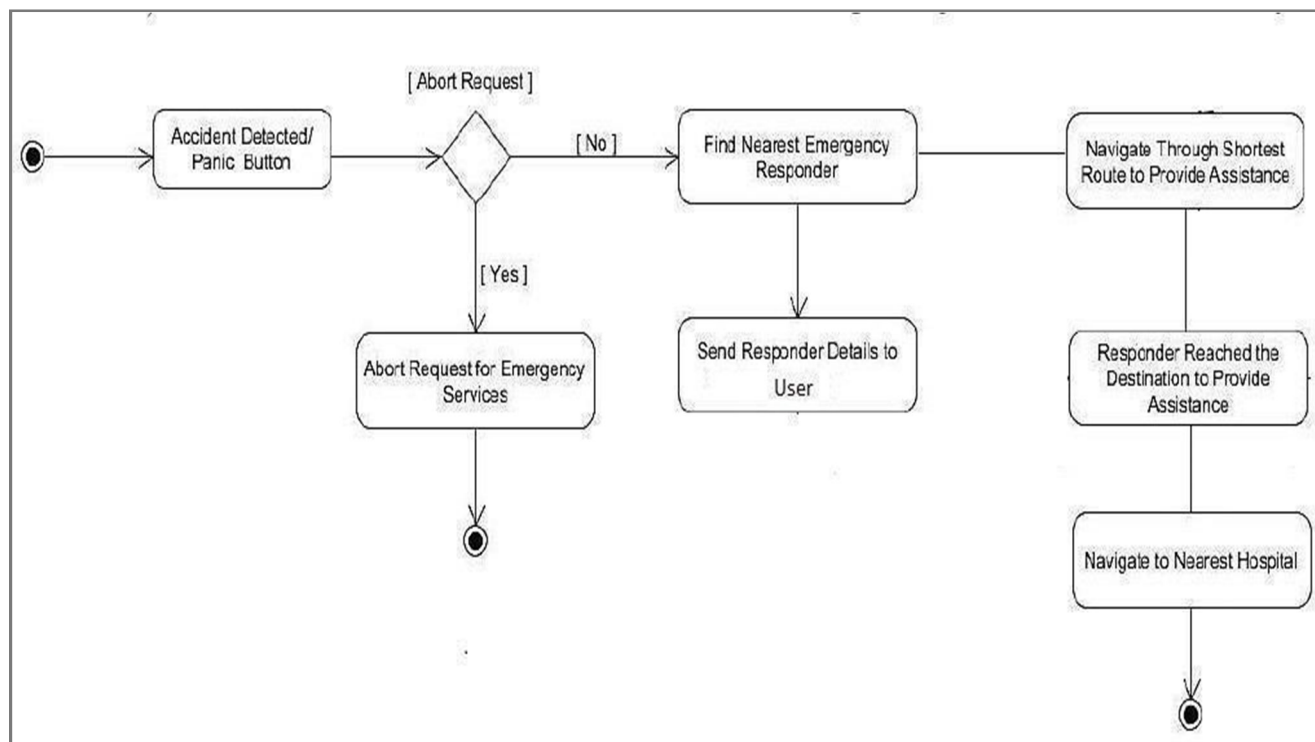 [ Abort Request ]
Accident Detected/
Panic Button
[ No ]
Find Nearest Emergency
Responder
Navigate Through Shortest
Route to Provide Assistance
[ Yes ]
Abort Request for Emergency
Services
Send Responder Details to
User
Responder Reached the
Destination to Provide
Assistance
Navigate to Nearest Hospital